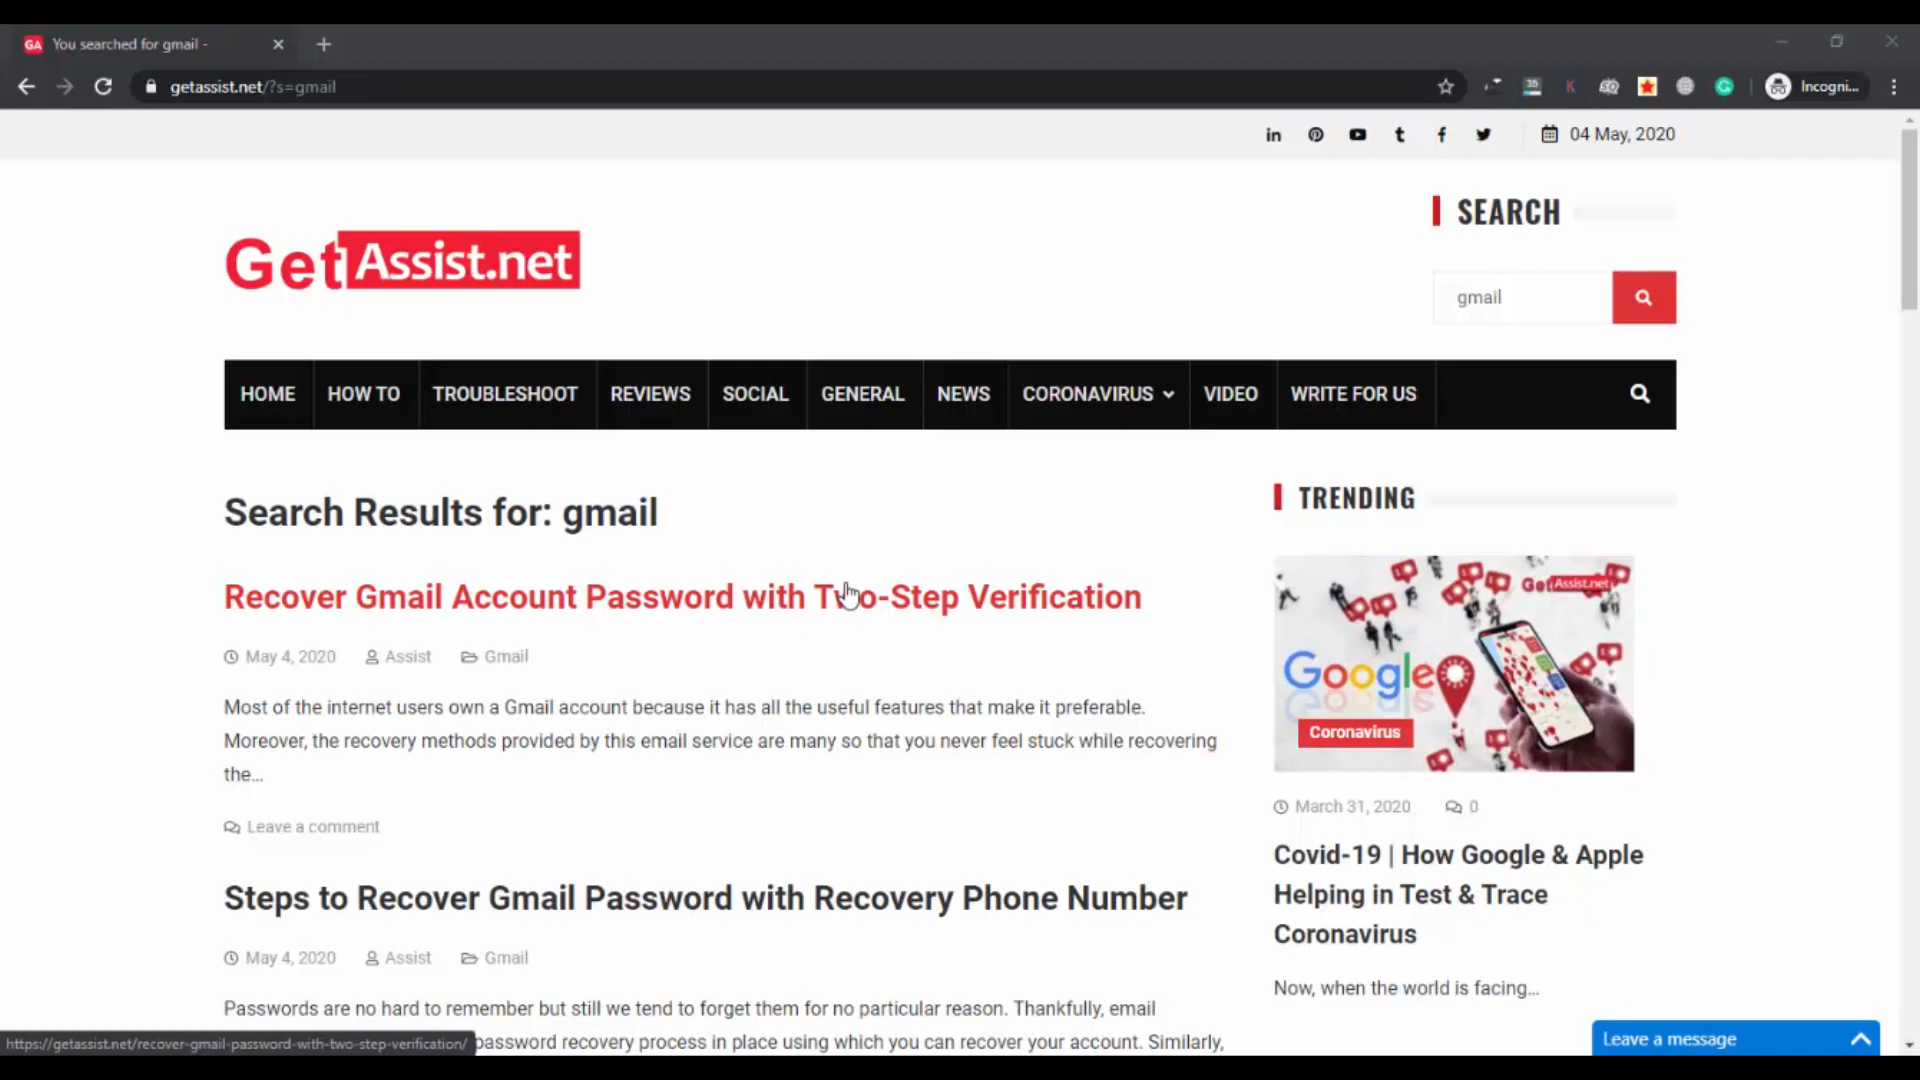 GA You searched for gmail -
getassist.net/?s=gmail
35
Incogni...
04 May, 2020
GetAssist.net
SEARCH
gmail
HOME HOW TO TROUBLESHOOT REVIEWS SOCIAL GENERAL NEWS CORONAVIRUS VIDEO WRITE FOR US
Search Results for: gmail
Recover Gmail Account Password with Two-Step Verification
May 4, 2020 Assist Gmail
Most of the internet users own a Gmail account because it has all the useful features that make it preferable.
Moreover, the recovery methods provided by this email service are many so that you never feel stuck while recovering
the...
Leave a comment
Steps to Recover Gmail Password with Recovery Phone Number
May 4, 2020 Assist Gmail
Passwords are no hard to remember but still we tend to forget them for no particular reason. Thankfully, email
password recovery process in place using which you can recover your account. Similarly,
TRENDING
GetAssist.net
Google
Coronavirus
March 31, 2020 0
Covid-19 | How Google & Apple
Helping in Test & Trace
Coronavirus
Now, when the world is facing...
Leave a message
https://getassist.net/recover-gmail-password-with-two-step-verification/